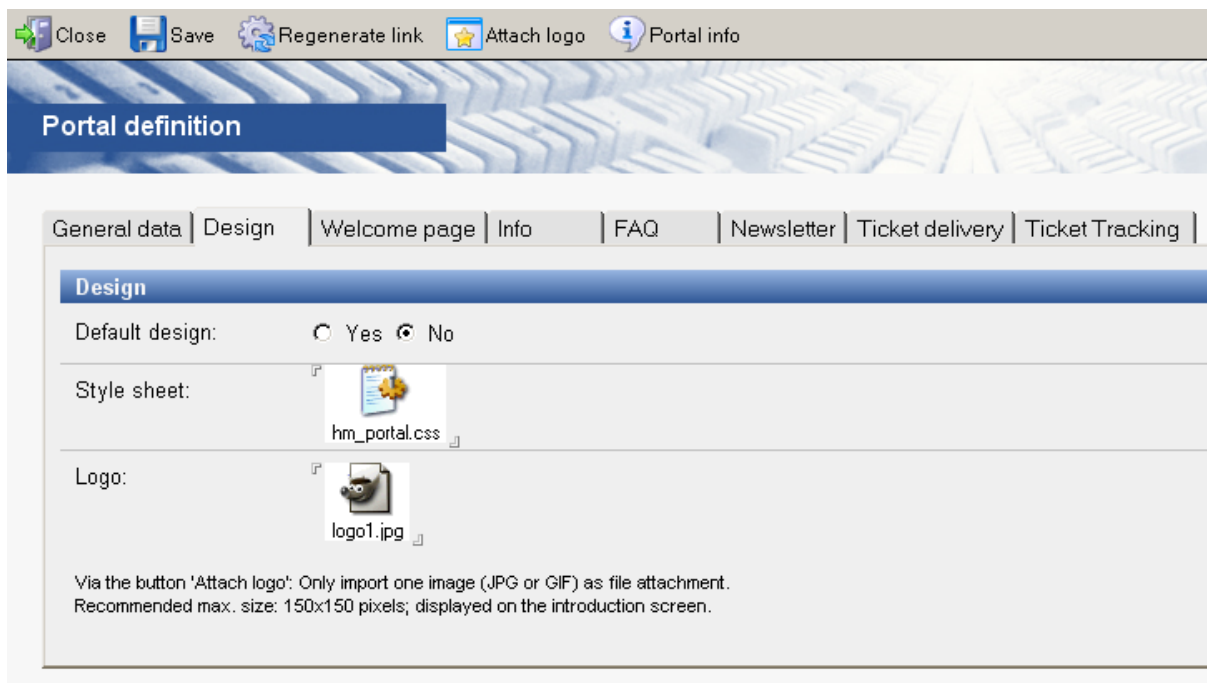 Close Save Regenerate link Attach logo Portal info
Portal definition
General data Design Welcome page Info FAQ Newsletter Ticket delivery Ticket Tracking
Design
Default design: Yes No
Style sheet:
hm_portal.css
Logo:
logo1.jpg
Via the button 'Attach logo': Only import one image (JPG or GIF) as file attachment.
Recommended max. size: 150x150 pixels; displayed on the introduction screen.